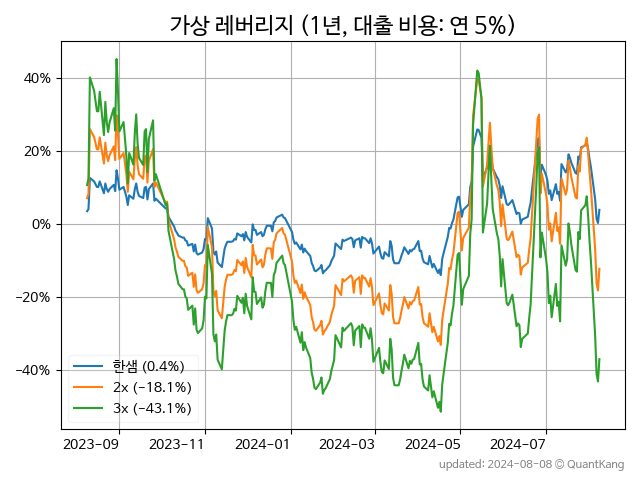 가상 레버리지 (1년, 대출 비용: 연 5%)
40%
20%
0%
−20%
−40%
한샘 (0.4%)
2x (−18.1%)
3x (−43.1%)
2023-09 2023-11 2024-01 2024-03 2024-05 2024-07
updated: 2024-08-08 © QuantKang